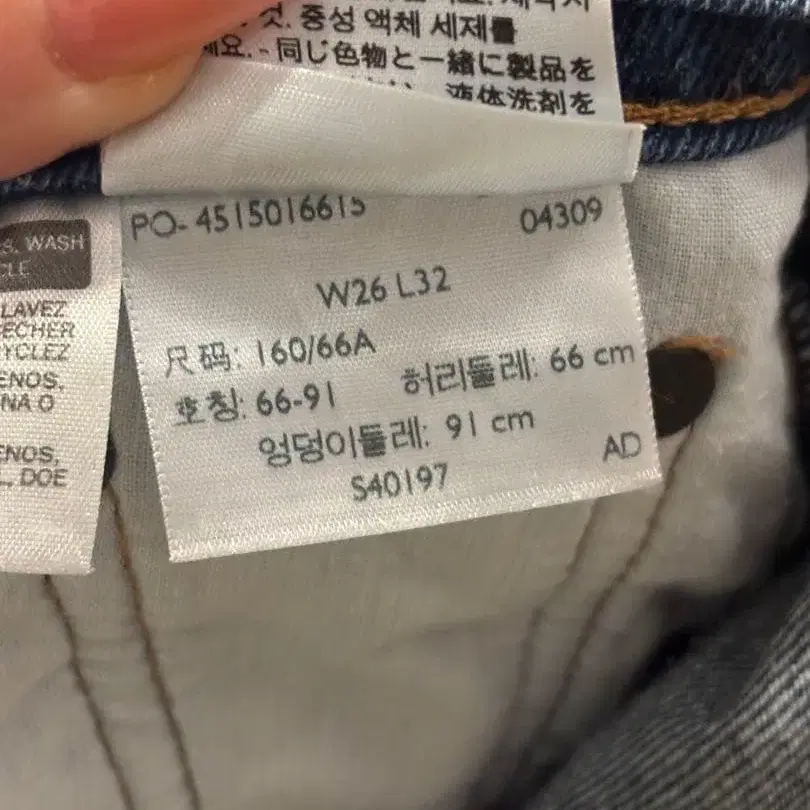 것. 중성 액체 세제를
요. - 同じ色物と一緒に製品を
液体洗剤を
PO- 4515016615
04309
W26 L32
尺码: 160/66A
호칭: 66-91
허리둘레: 66 cm
엉덩이둘레: 91 cm
AD
S40197
WASH
CLE
LAVEZ
ECHER
YCLEZ
ENOS,
NA O
ENOS,
DOE